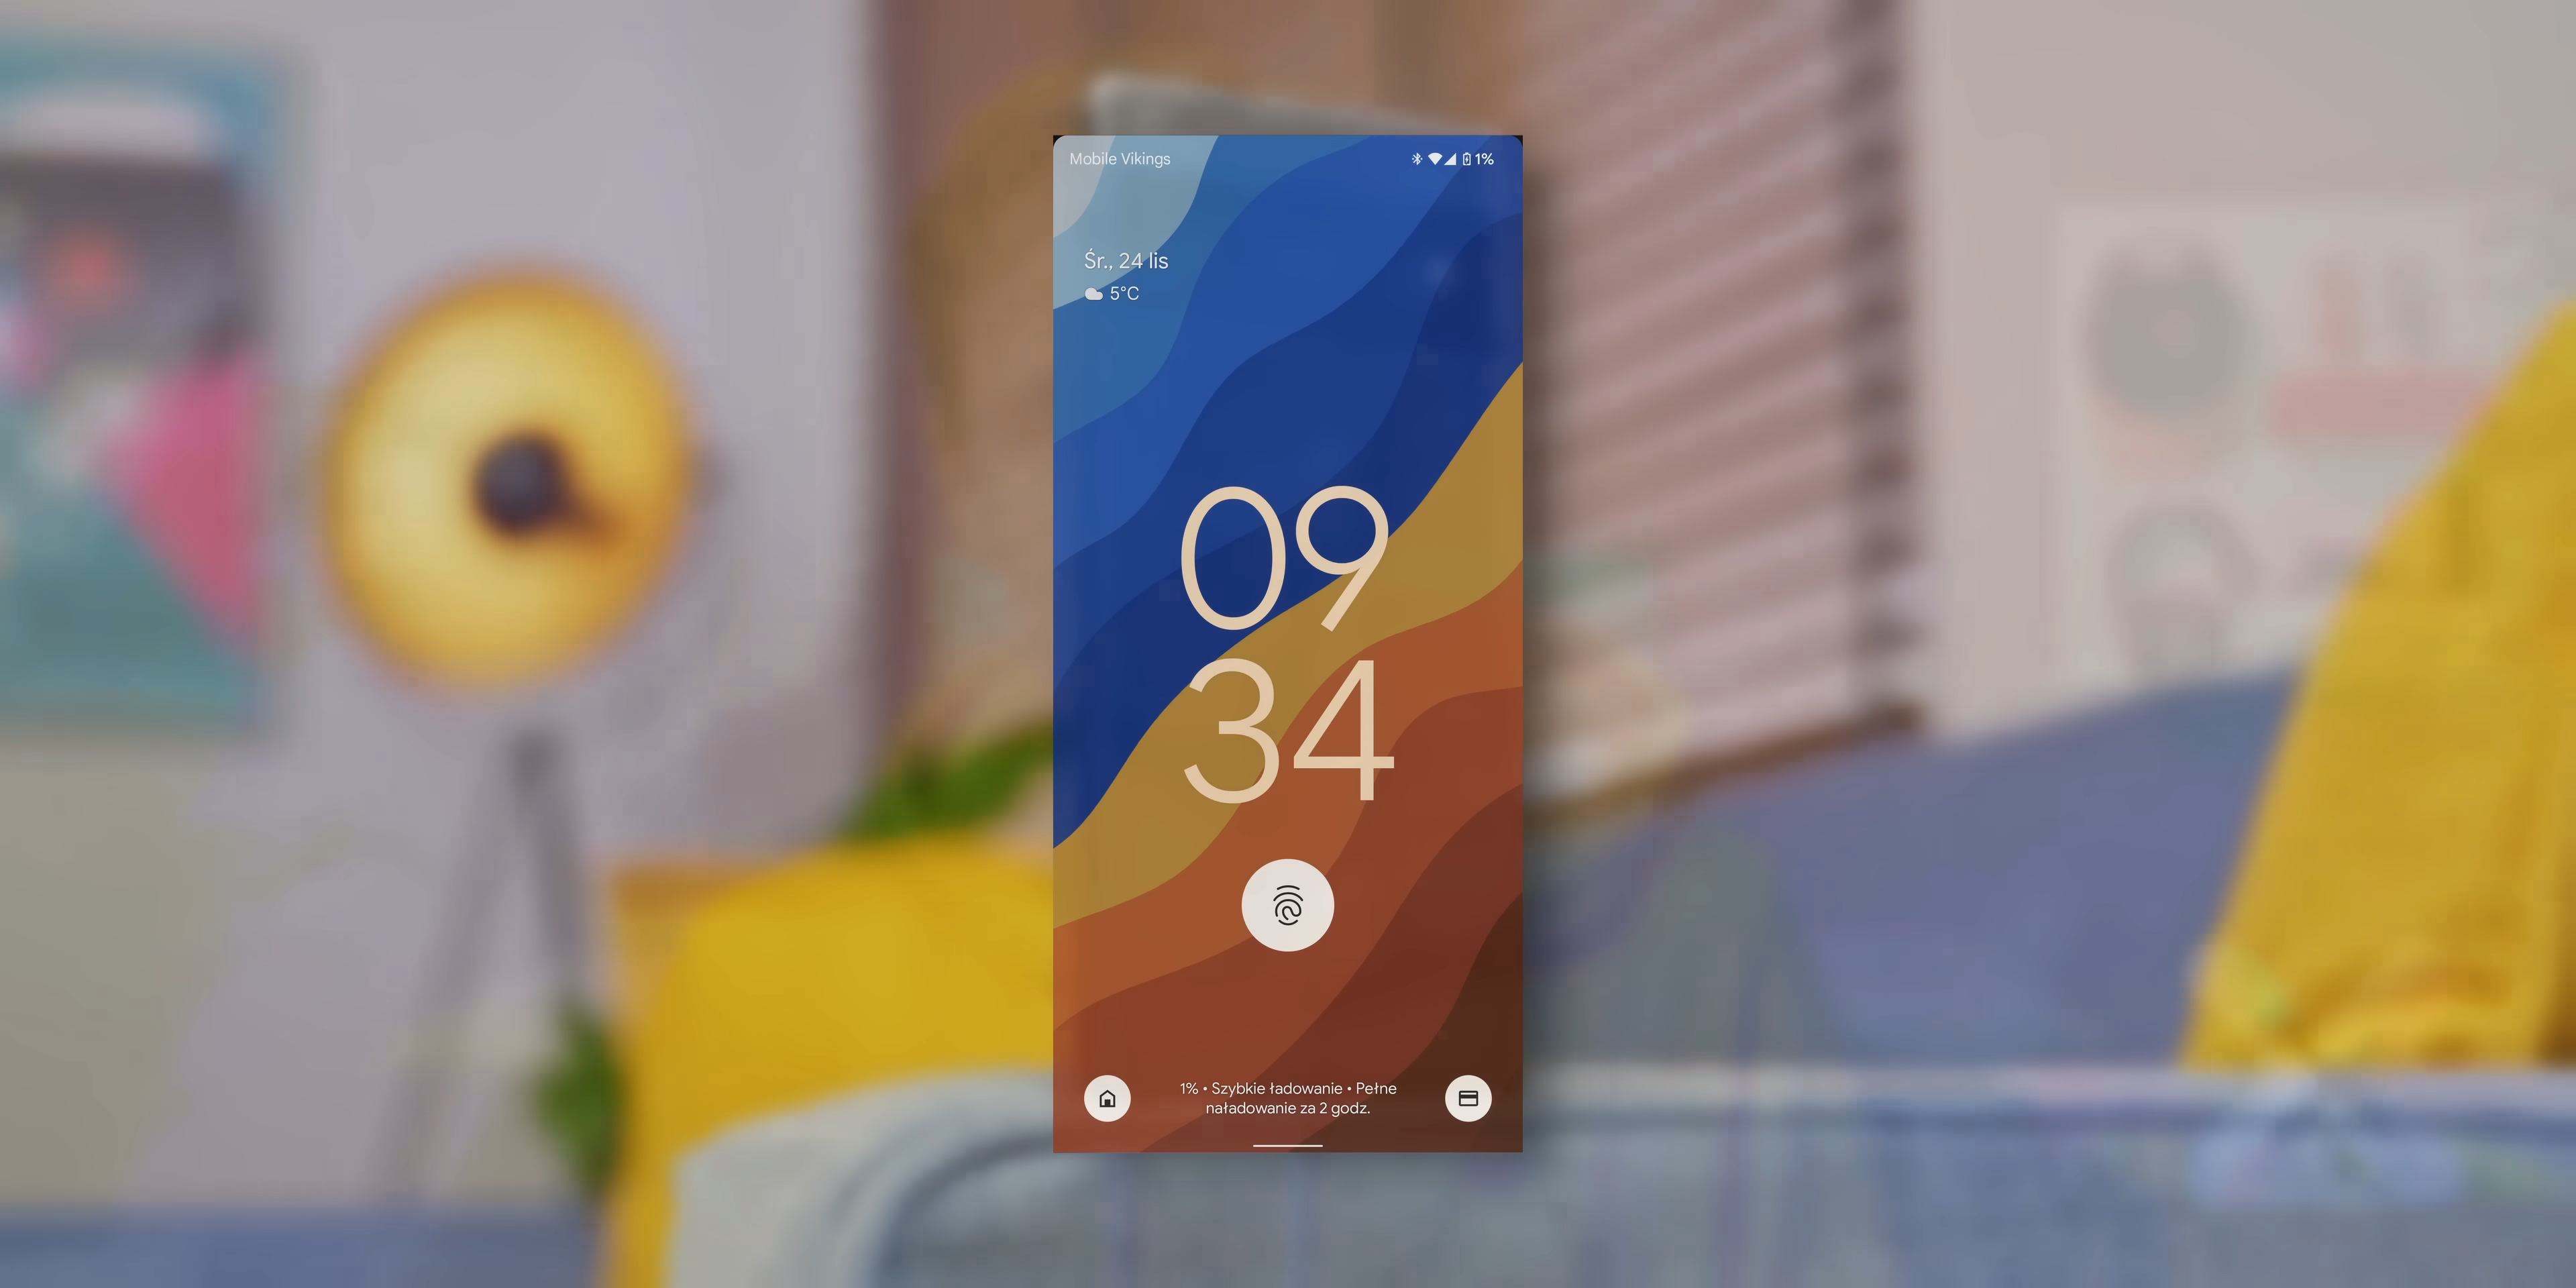 Mobile Vikings 1%
Śr., 24 lis
5°C
09
34
1% • Szybkie ładowanie • Pełne
naładowanie za 2 godz.